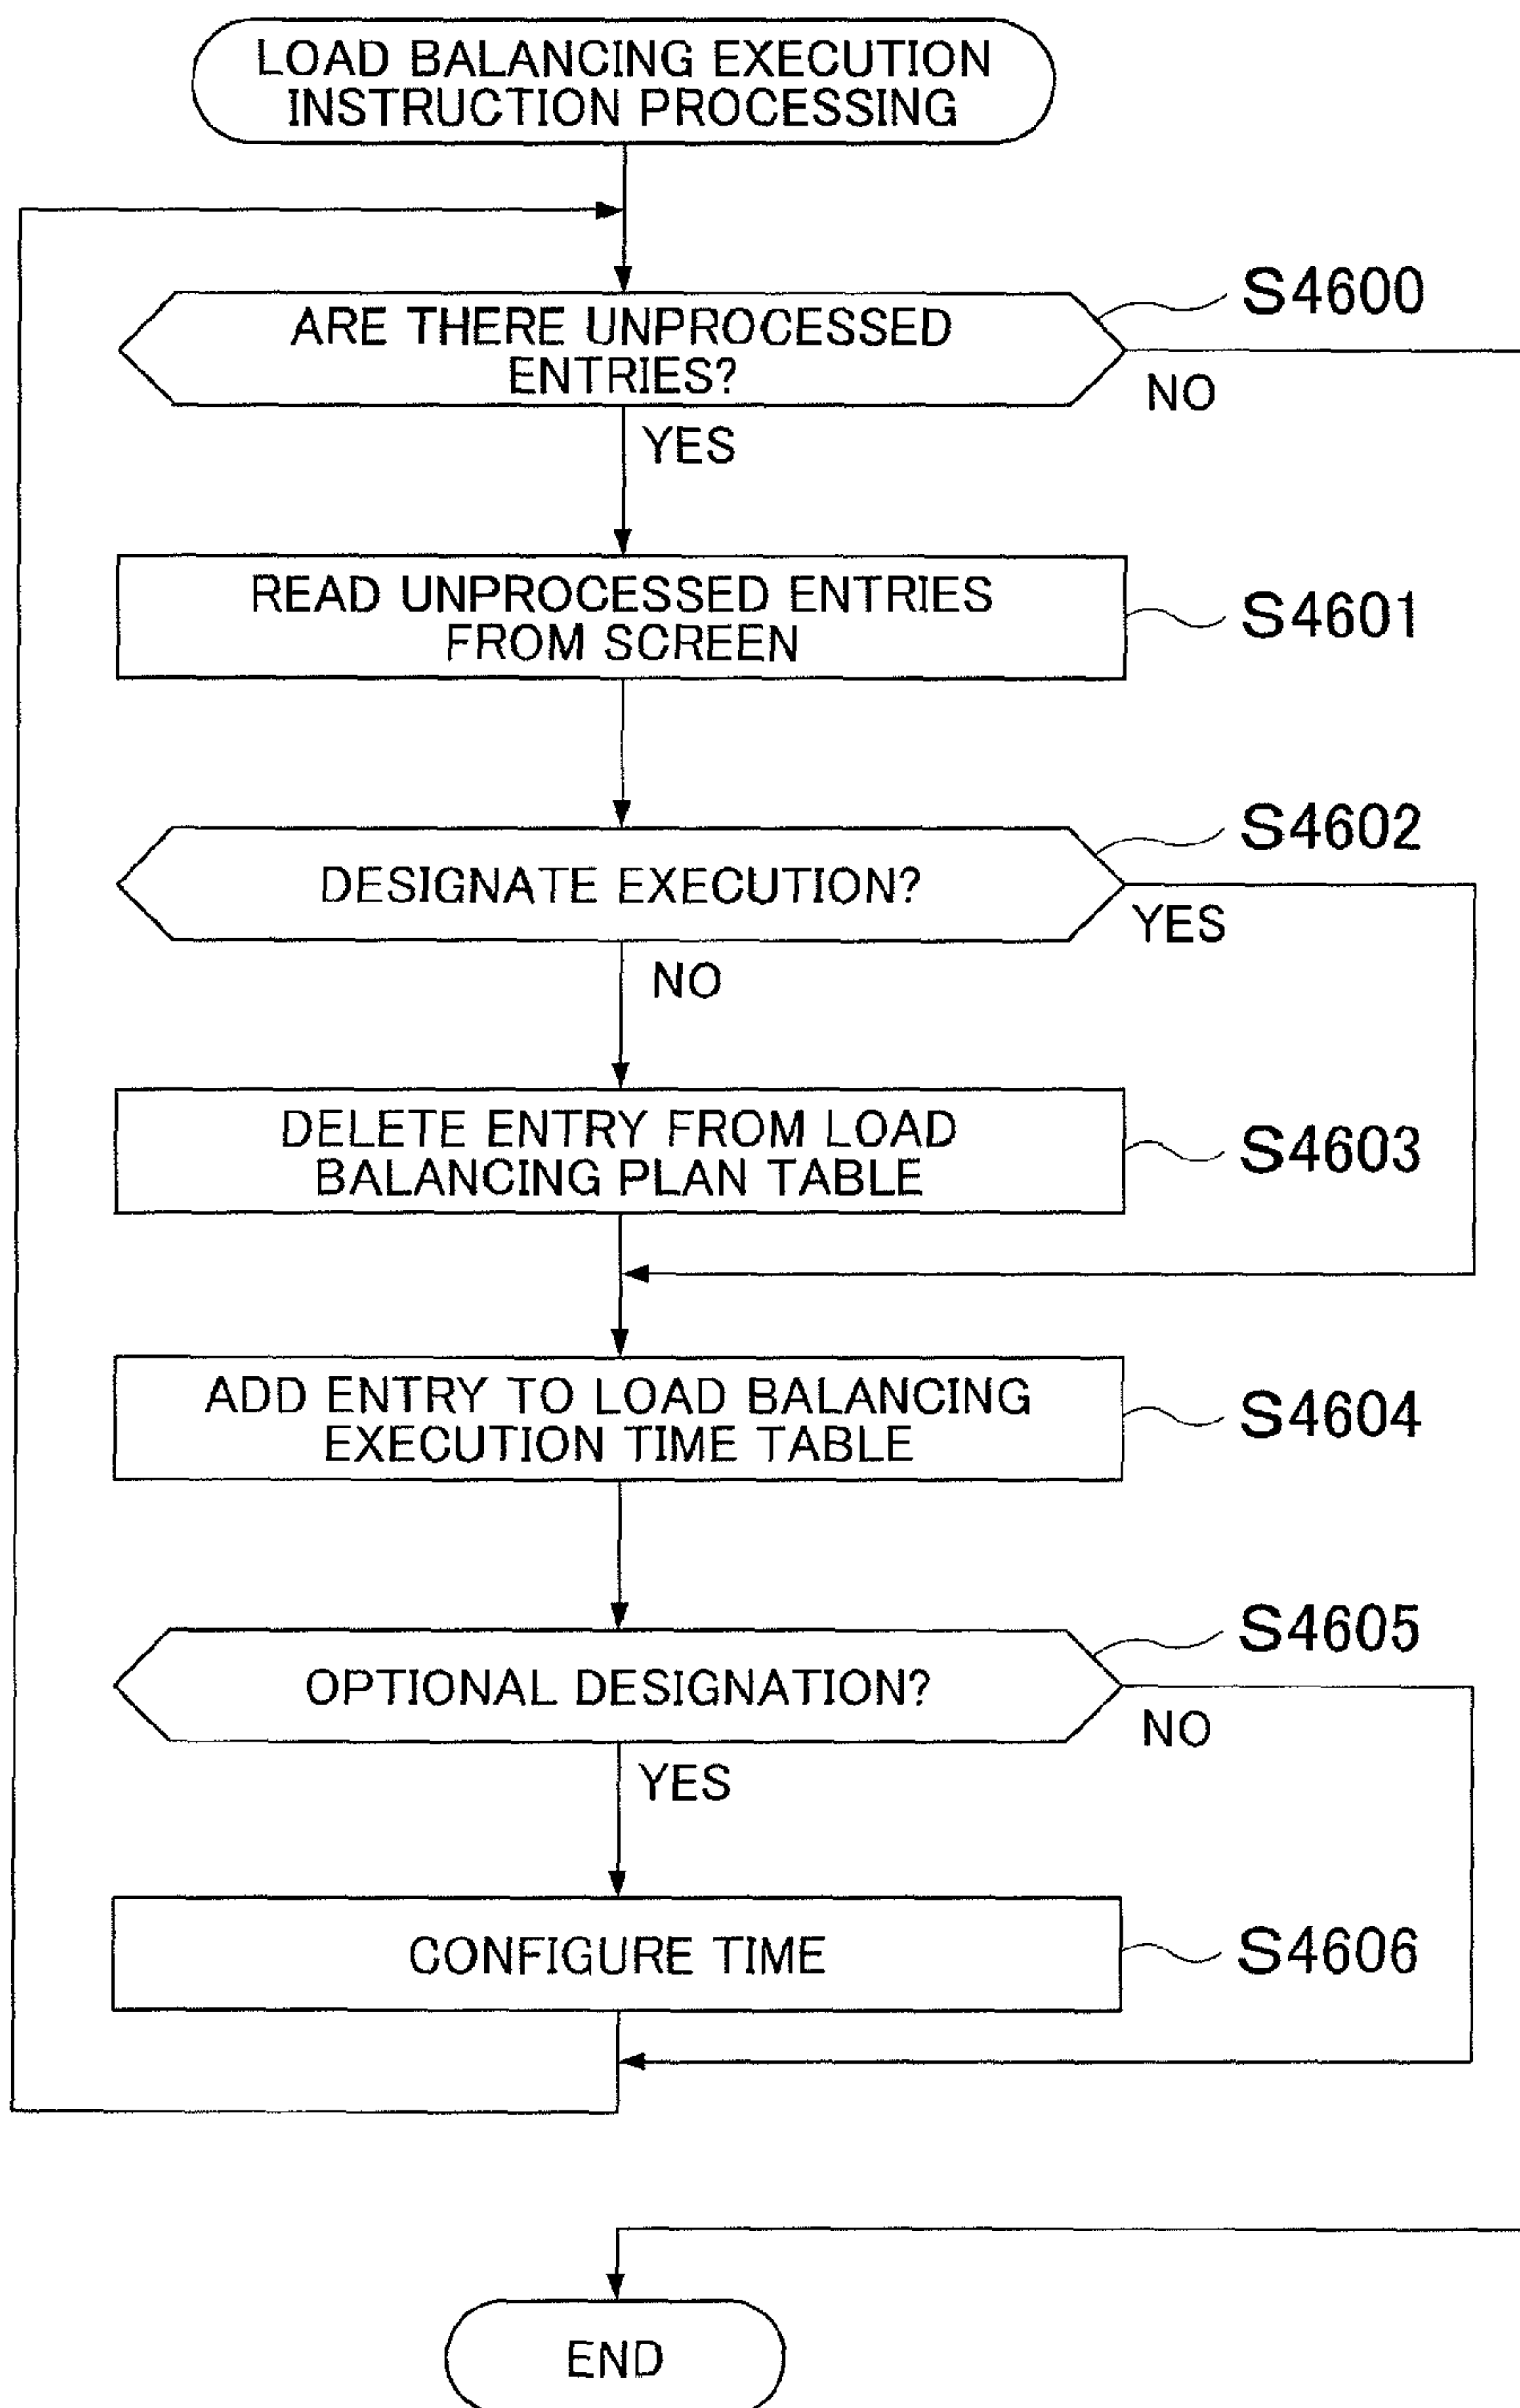 LOAD BALANCING EXECUTION
INSTRUCTION PROCESSING
S4600
ARE THERE UNPROCESSED
ENTRIES?
NO
YES
READ UNPROCESSED ENTRIES
FROM SCREEN
S4601
S4602
DESIGNATE EXECUTION?
YES
NO
DELETE ENTRY FROM LOAD
BALANCING PLAN TABLE
S4603
ADD ENTRY TO LOAD BALANCING
EXECUTION TIME TABLE
S4604
S4605
OPTIONAL DESIGNATION?
NO
YES
CONFIGURE TIME
S4606
END